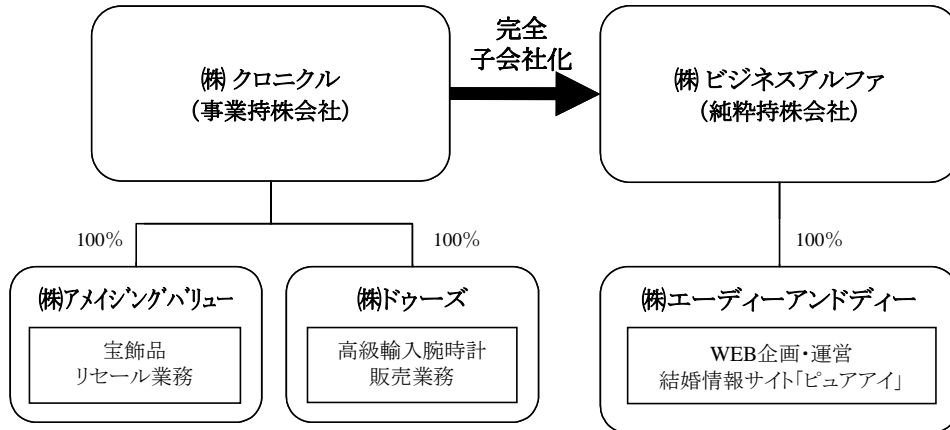 ㈱クロニクル
(事業持株会社)
完全
子会社化
㈱ビジネスアルファ
(純粋持株会社)
100%
100%
100%
㈱アメイジングバリュー
宝飾品
リセール業務
㈱ドゥーズ
高級輸入腕時計
販売業務
㈱エーディーアンドディー
WEB企画・運営
結婚情報サイト「ピュアアイ」